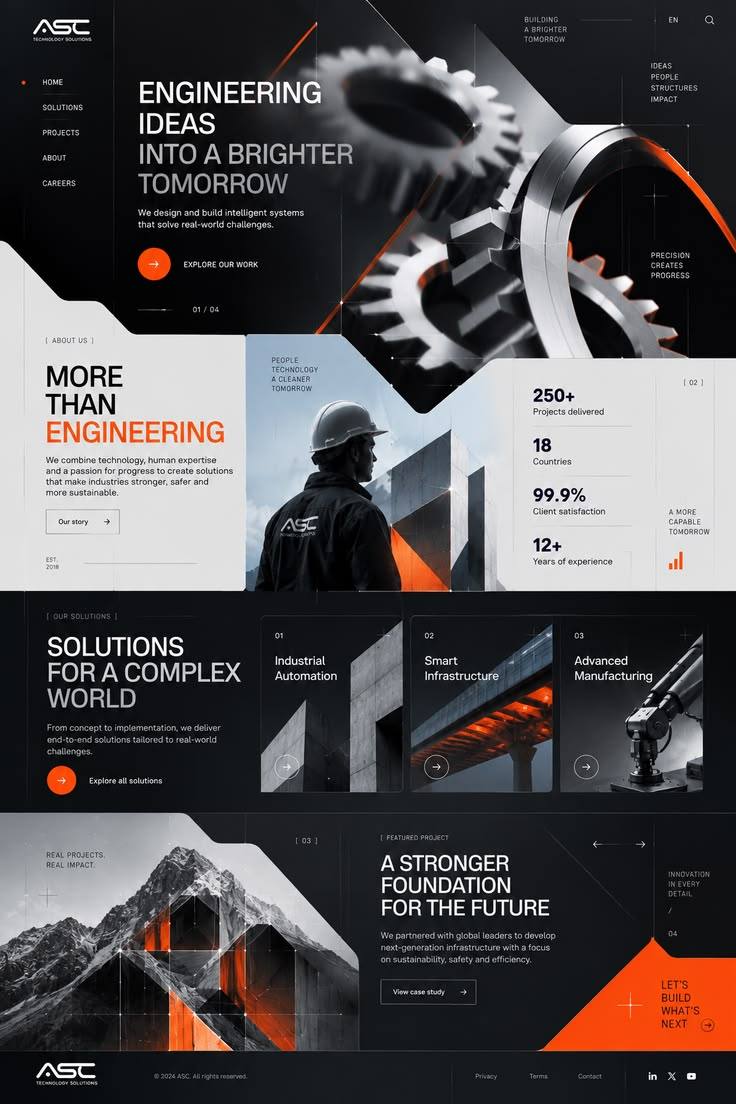 ASC
TECHNOLOGY SOLUTIONS
BUILDING
A BRIGHTER
TOMORROW
EN
HOME
SOLUTIONS
PROJECTS
ABOUT
CAREERS
ENGINEERING
IDEAS
INTO A BRIGHTER
TOMORROW
We design and build intelligent systems
that solve real-world challenges.
EXPLORE OUR WORK
01 / 04
IDEAS
PEOPLE
STRUCTURES
IMPACT
PRECISION
CREATES
PROGRESS
[ ABOUT US ]
MORE
THAN
ENGINEERING
We combine technology, human expertise
and a passion for progress to create solutions
that make industries stronger, safer and
more sustainable.
Our story
EST.
2018
PEOPLE
TECHNOLOGY
A CLEANER
TOMORROW
ASC
[ 02 ]
250+
Projects delivered
18
Countries
99.9%
Client satisfaction
12+
Years of experience
A MORE
CAPABLE
TOMORROW
[ OUR SOLUTIONS ]
SOLUTIONS
FOR A COMPLEX
WORLD
From concept to implementation, we deliver
end-to-end solutions tailored to real-world
challenges.
Explore all solutions
01
Industrial
Automation
02
Smart
Infrastructure
03
Advanced
Manufacturing
REAL PROJECTS.
REAL IMPACT.
[ 03 ]
[ FEATURED PROJECT
A STRONGER
FOUNDATION
FOR THE FUTURE
We partnered with global leaders to develop
next-generation infrastructure with a focus
on sustainability, safety and efficiency.
View case study
INNOVATION
IN EVERY
DETAIL
/
04
LET'S
BUILD
WHAT'S
NEXT
ASC
TECHNOLOGY SOLUTIONS
© 2024 ASC. All rights reserved.
Privacy
Terms
Contact